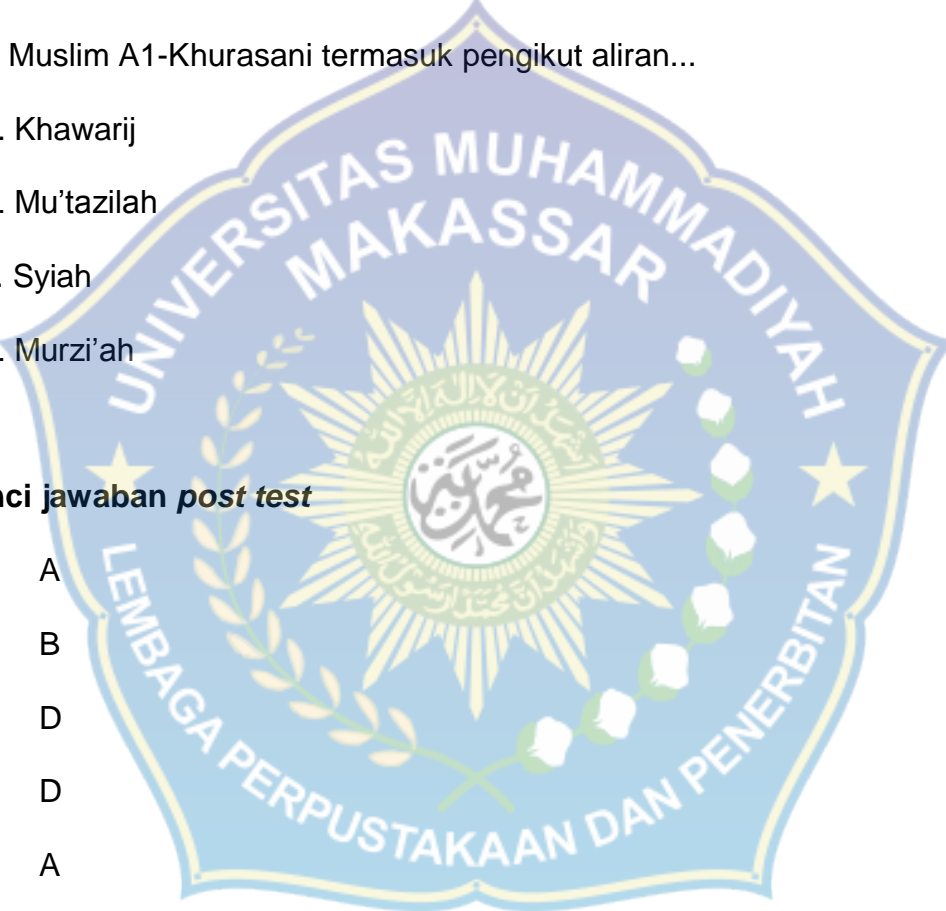 Muslim A1-Khurasani termasuk pengikut aliran...
. Khawarij
. Mu’tazilah
. Syiah
. Murzi’ah
nci jawaban post test
A
B
D
D
A
UNIVERSITAS MUHAMMADIYAH
MAKASSAR
LEMBAGA PERPUSTAKAAN DAN PENERBITAN